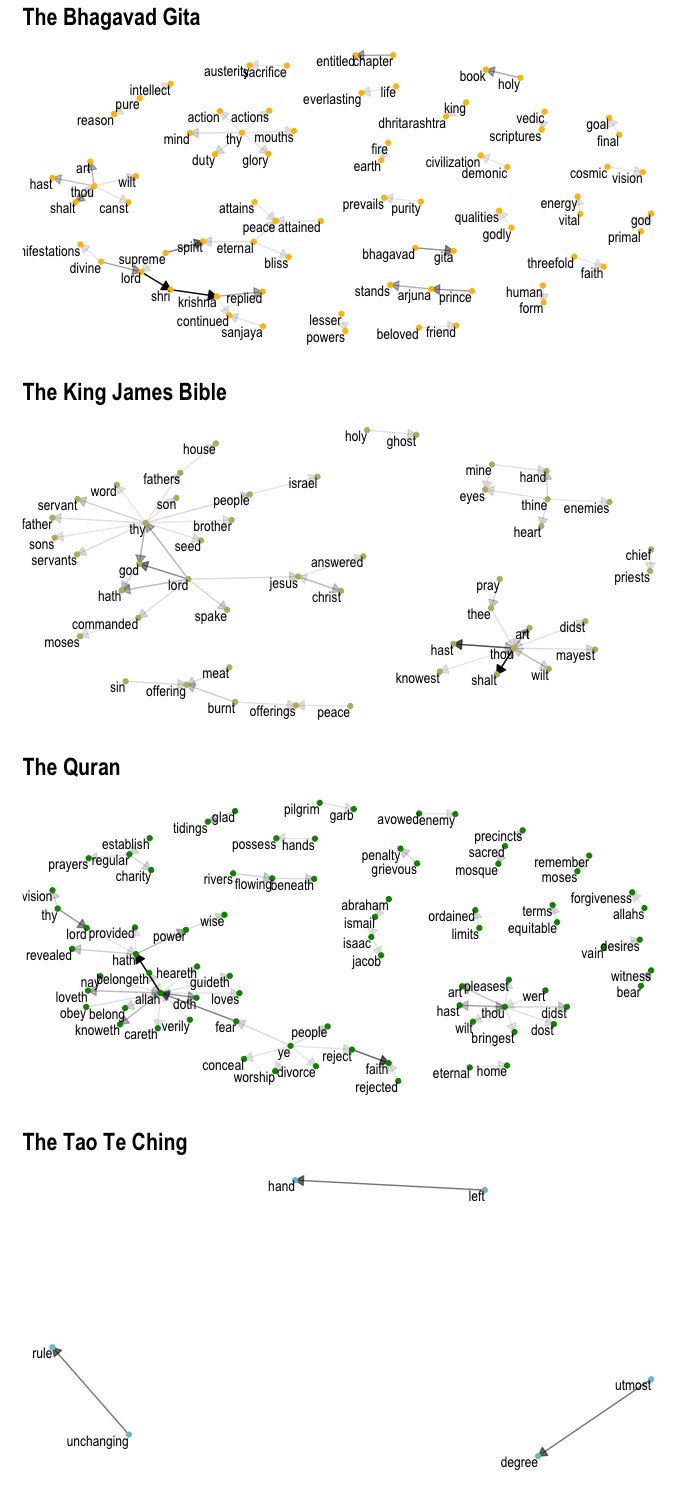 The Bhagavad Gita
entitled chapter
austerity sacrifice
book holy
intellect
pure
reason
everlasting life
king
dhritarashtra
action actions
mind thy mouths
duty glory
vedic
scriptures
goal
final
fire
earth
civilization
demonic
cosmic vision
art
hast wilt
thou
shalt canst
attains
peace attained
prevails purity
qualities
godly
energy
vital
god
primal
nifestations
divine
supreme spirit eternal
bliss
lord
shri
krishna replied
continued
sanjaya
bhagavad gita
threefold
faith
stands arjuna prince
human
form
lesser
powers
beloved friend
The King James Bible
holy ghost
house
fathers
word
israel
servant son people
father
thy brother
sons
seed
servants
god
lord
hath
answered
jesus
christ
commanded
spake
moses
mine hand
eyes
thine enemies
heart
chief
priests
pray
thee
art didst
hast thou mayest
knowest shalt wilt
meat
sin offering
burnt offerings peace
The Quran
tidings glad
pilgrim garb
avowed enemy
establish
prayers regular
charity
possess hands
penalty
grievous
precincts
sacred
mosque
remember
moses
rivers flowing beneath
vision
thy
lord provided
wise
power
revealed
hath
abraham
ismail
isaac
jacob
ordained
limits
terms
equitable
forgiveness
allahs
vain desires
witness
bear
nay belongeth heareth
guideth
loveth allah doth loves
obey belong
knoweth careth verily
fear
people
ye
reject
conceal
worship divorce
faith
rejected
art pleasest
wert
hast thou didst
wilt dost
bringest
eternal home
The Tao Te Ching
hand
left
rule
unchanging
utmost
degree